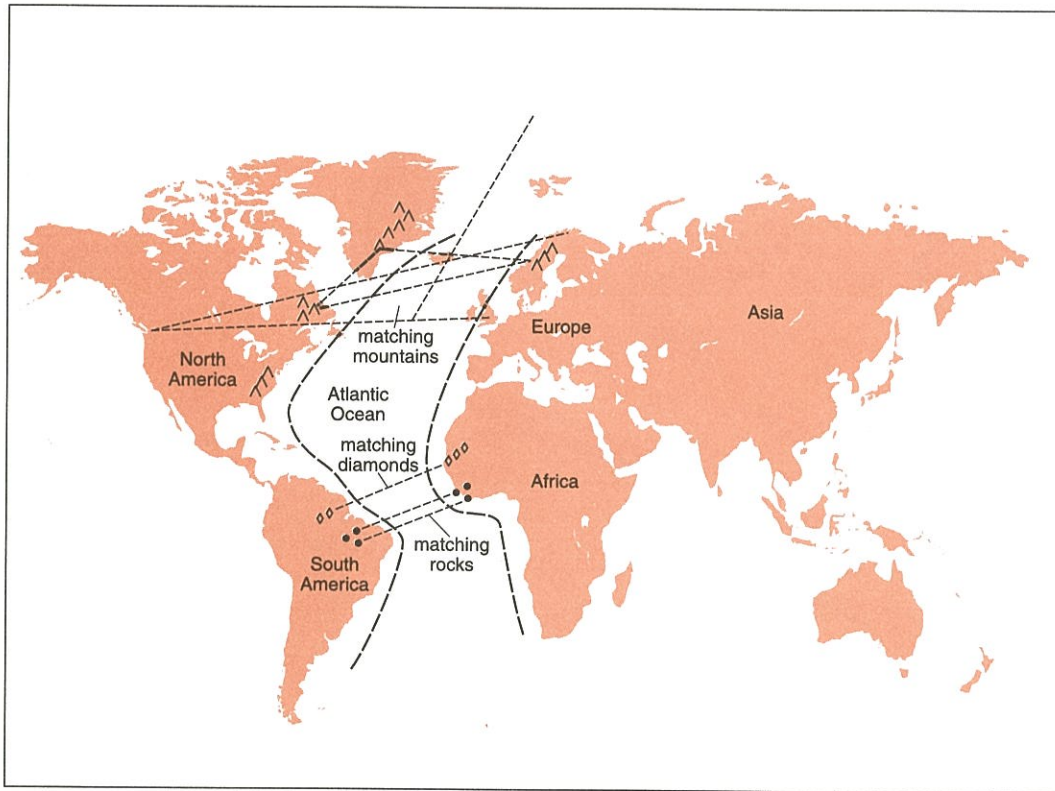 North
America
matching
mountains
Europe
Asia
Atlantic
Ocean
matching
diamonds
Africa
South
America
matching
rocks